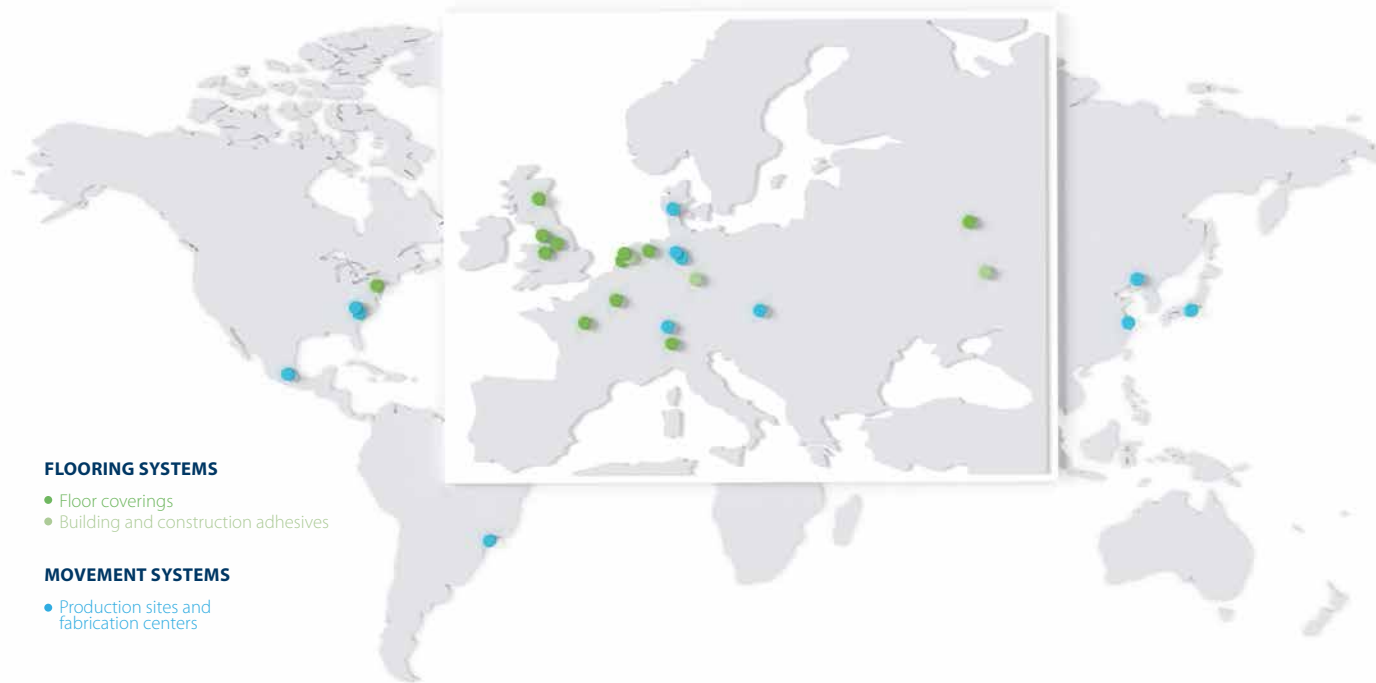 FLOORING SYSTEMS
Floor coverings
Building and construction adhesives
MOVEMENT SYSTEMS
Production sites and
fabrication centers